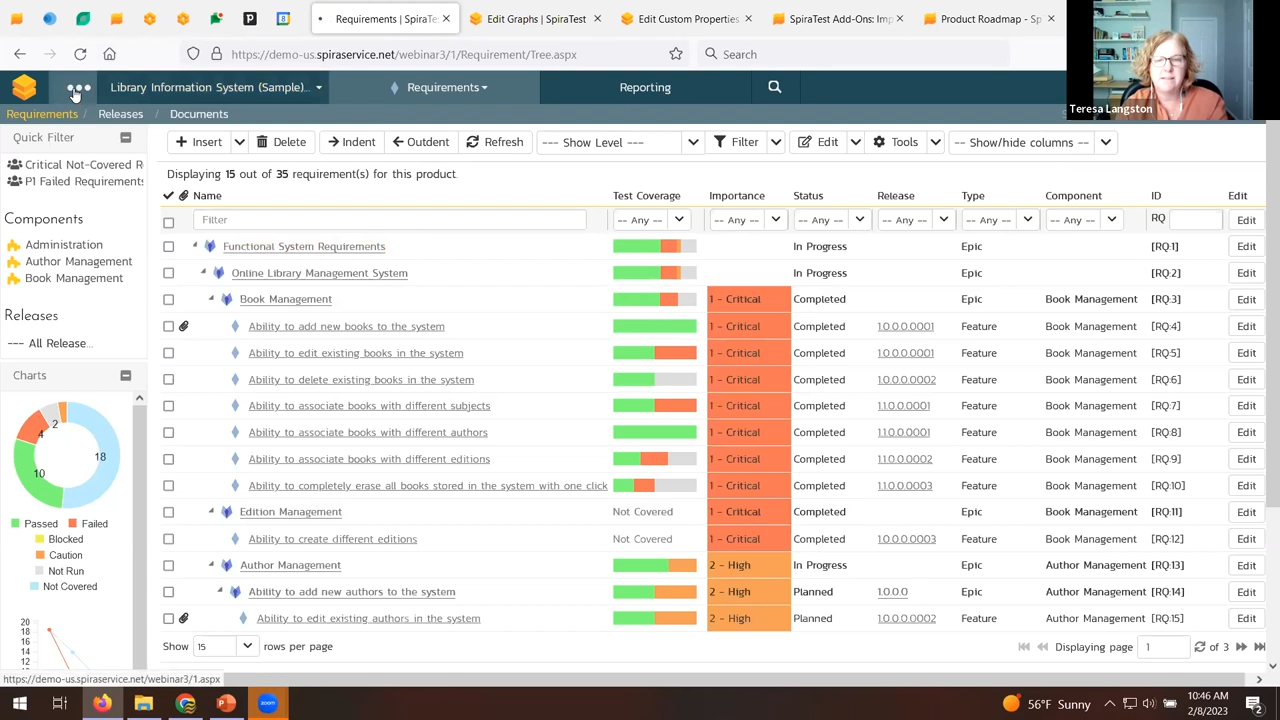 Requirements | SpiraTest
Edit Graphs | SpiraTest
Edit Custom Properties
SpiraTest Add-Ons: Imp
Product Roadmap - Sp
https://demo-us.spiraservice.net/webinar3/1/Requirement/Tree.aspx
Search
Library Information System (Sample)...
Requirements
Reporting
Teresa Langston
Requirements / Releases / Documents
Quick Filter
Critical Not-Covered R
P1 Failed Requirements
Components
Administration
Author Management
Book Management
Releases
--- All Release...
Charts
2
4
18
10
Passed Failed
Blocked
Caution
Not Run
Not Covered
20
18
16
14
12
10
+ Insert Delete Indent Outdent Refresh --- Show Level --- Filter Edit Tools -- Show/hide columns --
Displaying 15 out of 35 requirement(s) for this product.
Name Test Coverage Importance Status Release Type Component ID Edit
Filter -- Any -- -- Any -- -- Any -- -- Any -- -- Any -- -- Any -- RQ Edit
Functional System Requirements In Progress Epic [RQ:1] Edit
Online Library Management System In Progress Epic [RQ:2] Edit
Book Management 1 - Critical Completed Epic Book Management [RQ:3] Edit
Ability to add new books to the system 1 - Critical Completed 1.0.0.0.0001 Feature Book Management [RQ:4] Edit
Ability to edit existing books in the system 1 - Critical Completed 1.0.0.0.0001 Feature Book Management [RQ:5] Edit
Ability to delete existing books in the system 1 - Critical Completed 1.0.0.0.0002 Feature Book Management [RQ:6] Edit
Ability to associate books with different subjects 1 - Critical Completed 1.1.0.0.0001 Feature Book Management [RQ:7] Edit
Ability to associate books with different authors 1 - Critical Completed 1.1.0.0.0001 Feature Book Management [RQ:8] Edit
Ability to associate books with different editions 1 - Critical Completed 1.1.0.0.0002 Feature Book Management [RQ:9] Edit
Ability to completely erase all books stored in the system with one click 1 - Critical Completed 1.1.0.0.0003 Feature Book Management [RQ:10] Edit
Edition Management Not Covered 1 - Critical Completed Epic Book Management [RQ:11] Edit
Ability to create different editions Not Covered 1 - Critical Completed 1.0.0.0.0003 Feature Book Management [RQ:12] Edit
Author Management 2 - High In Progress Epic Author Management [RQ:13] Edit
Ability to add new authors to the system 2 - High Planned 1.0.0.0 Feature Author Management [RQ:14] Edit
Ability to edit existing authors in the system 2 - High Planned 1.0.0.0.0002 Feature Author Management [RQ:15] Edit
Show 15 rows per page Displaying page 1 of 3
https://demo-us.spiraservice.net/webinar3/1.aspx
56°F Sunny
10:46 AM
2/8/2023
2